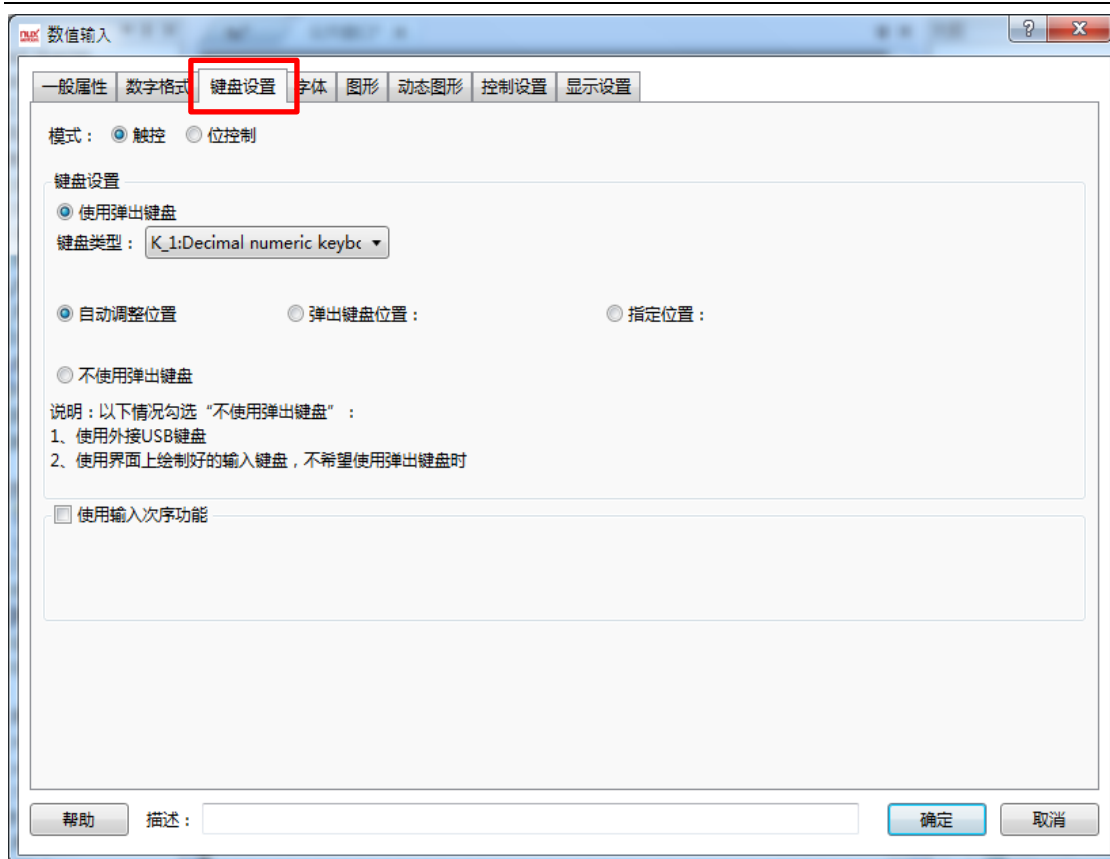 数值输入
一般属性 数字格式 键盘设置 字体 图形 动态图形 控制设置 显示设置
模式： 触控 位控制
键盘设置
使用弹出键盘
键盘类型： K_1:Decimal numeric keybc
自动调整位置 弹出键盘位置： 指定位置：
不使用弹出键盘
说明：以下情况勾选“不使用弹出键盘”：
1、使用外接USB键盘
2、使用界面上绘制好的输入键盘，不希望使用弹出键盘时
使用输入次序功能
帮助 描述： 确定 取消